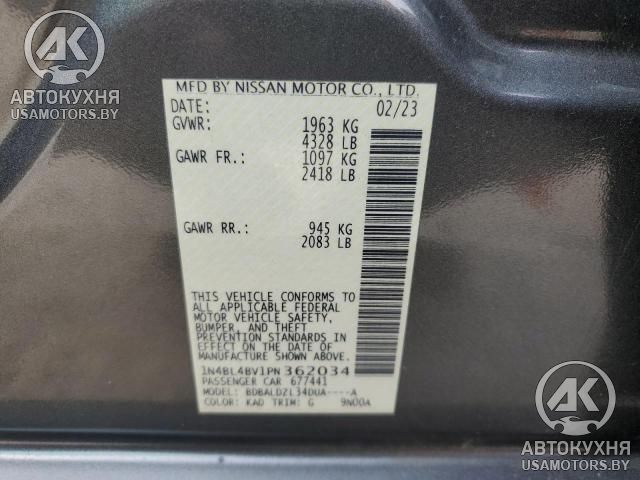 AK
АВТОКУХНЯ
USAMOTORS.BY
MFD BY NISSAN MOTOR CO., LTD.
DATE: 02/23
GVWR: 1963 KG
4328 LB
GAWR FR.: 1097 KG
2418 LB
GAWR RR.: 945 KG
2083 LB
THIS VEHICLE CONFORMS TO
ALL APPLICABLE FEDERAL
MOTOR VEHICLE SAFETY,
BUMPER, AND THEFT
PREVENTION STANDARDS
IN EFFECT ON THE DATE OF
MANUFACTURE SHOWN ABOVE.
1N4BL4BV1PN362034
PASSENGER CAR 677441
MODEL: BDBALDZL34DUA----A
COLOR: KAD TRIM: G 9N00A
AK
АВТОКУХНЯ
USAMOTORS.BY